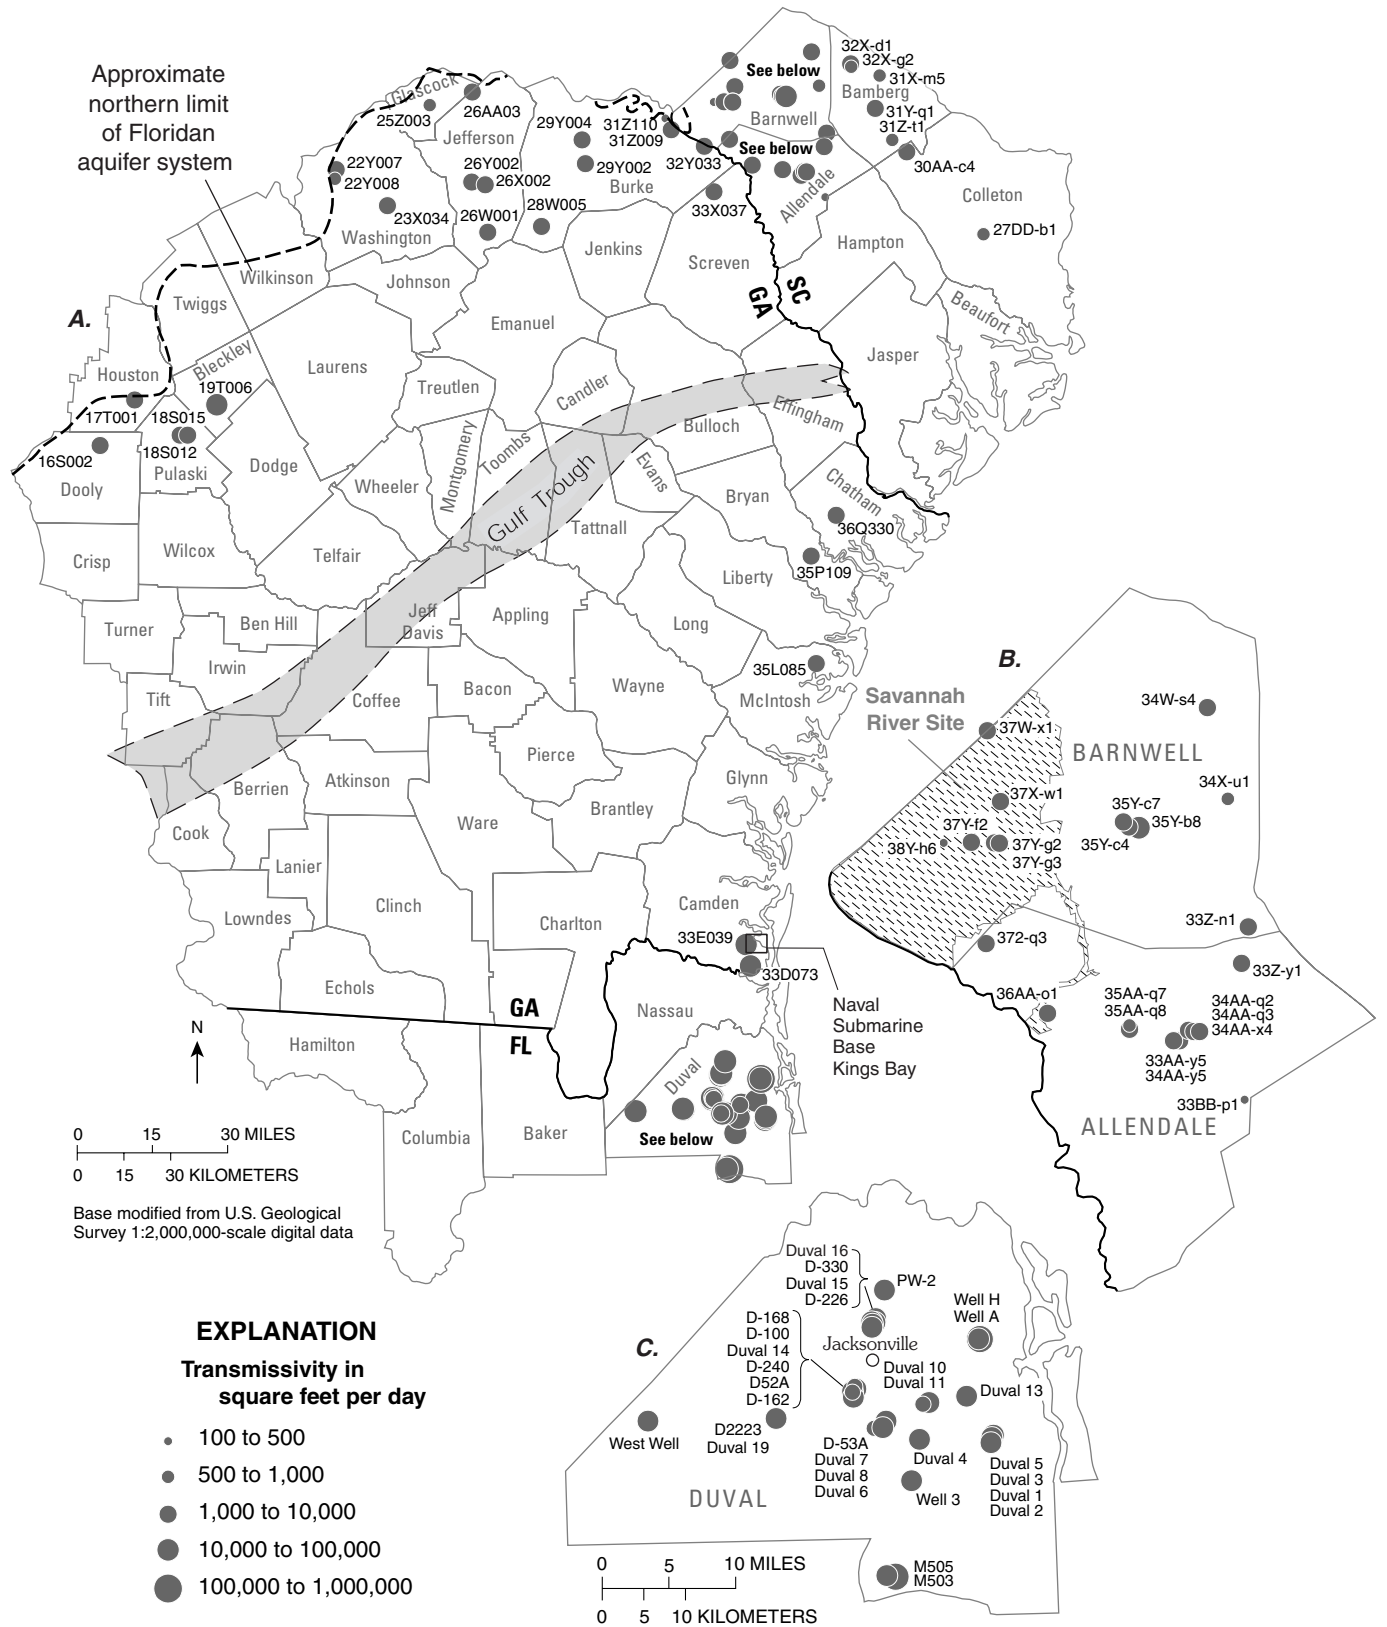 Approximate
northern limit
of Floridan
aquifer system
A.
Glascock
25Z003
26AA03
Jefferson
29Y004
31Z110
31Z009
32Y033
22Y007
22Y008
26Y002
26X002
29Y002
Burke
23X034
26W001
28W005
33X037
Washington
Wilkinson
Johnson
Jenkins
Screven
Twiggs
Emanuel
See below
Barnwell
See below
Allendale
32X-d1
32X-g2
31X-m5
Bamberg
31Y-q1
31Z-t1
30AA-c4
Colleton
27DD-b1
Hampton
SC
GA
Beaufort
Jasper
Houston
Bleckley
Laurens
Treutlen
Candler
19T006
17T001
18S015
18S012
16S002
Pulaski
Dooly
Dodge
Wheeler
Montgomery
Toombs
Gulf Trough
Evans
Bulloch
Effingham
Bryan
Chatham
36Q330
Tattnall
Crisp
Wilcox
Telfair
35P109
Liberty
Turner
Ben Hill
Jeff
Davis
Appling
Long
Irwin
35L085
Tift
Coffee
Bacon
Wayne
McIntosh
Pierce
Glynn
Berrien
Atkinson
Brantley
Cook
Ware
Lanier
Lowndes
Clinch
Charlton
Camden
33E039
33D073
Echols
Naval
Submarine
Base
Kings Bay
GA
FL
Nassau
N
Hamilton
Duval
Columbia
Baker
See below
0 15 30 MILES
0 15 30 KILOMETERS
Base modified from U.S. Geological
Survey 1:2,000,000-scale digital data
B.
Savannah
River Site
34W-s4
37W-x1
BARNWELL
37X-w1
34X-u1
35Y-c7
35Y-b8
35Y-c4
37Y-f2
38Y-h6
37Y-g2
37Y-g3
33Z-n1
372-q3
33Z-y1
36AA-o1
35AA-q7
35AA-q8
34AA-q2
34AA-q3
34AA-x4
33AA-y5
34AA-y5
33BB-p1
ALLENDALE
EXPLANATION
Transmissivity in
square feet per day
100 to 500
500 to 1,000
1,000 to 10,000
10,000 to 100,000
100,000 to 1,000,000
C.
Duval 16
D-330
Duval 15
D-226
PW-2
D-168
D-100
Duval 14
D-240
D52A
D-162
Jacksonville
Well H
Well A
Duval 10
Duval 11
Duval 13
West Well
D2223
Duval 19
D-53A
Duval 7
Duval 8
Duval 6
Duval 4
Well 3
Duval 5
Duval 3
Duval 1
Duval 2
DUVAL
M505
M503
0 5 10 MILES
0 5 10 KILOMETERS